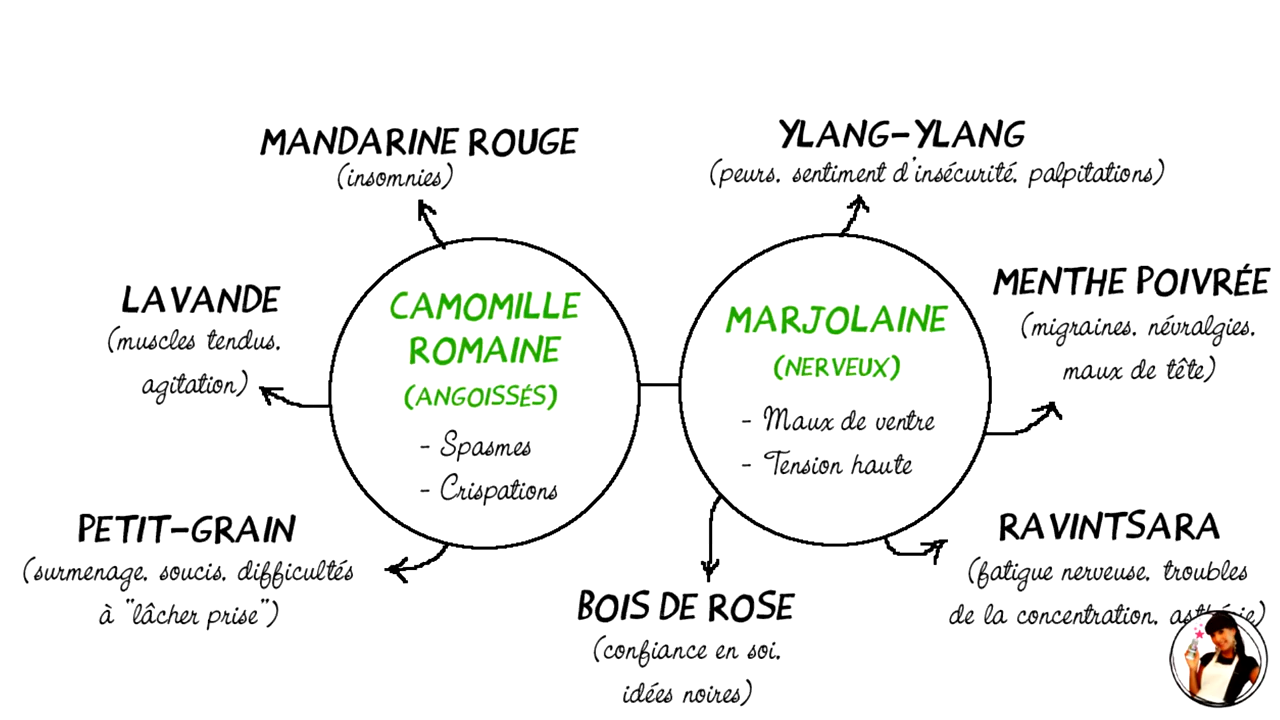 MANDARINE ROUGE
(insomnies)
YLANG-YLANG
(peurs, sentiment d'insécurité, palpitations)
LAVANDE
(muscles tendus,
agitation)
CAMOMILLE
ROMAINE
(ANGOISSÉS)
- Spasmes
- Crispations
MARJOLAINE
(NERVEUX)
- Maux de ventre
- Tension haute
MENTHE POIVRÉE
(migraines, névralgies,
maux de tête)
PETIT-GRAIN
(surmenage, soucis, difficultés
à "lâcher prise")
BOIS DE ROSE
(confiance en soi,
idées noires)
RAVINTSARA
(fatigue nerveuse, troubles
de la concentration,